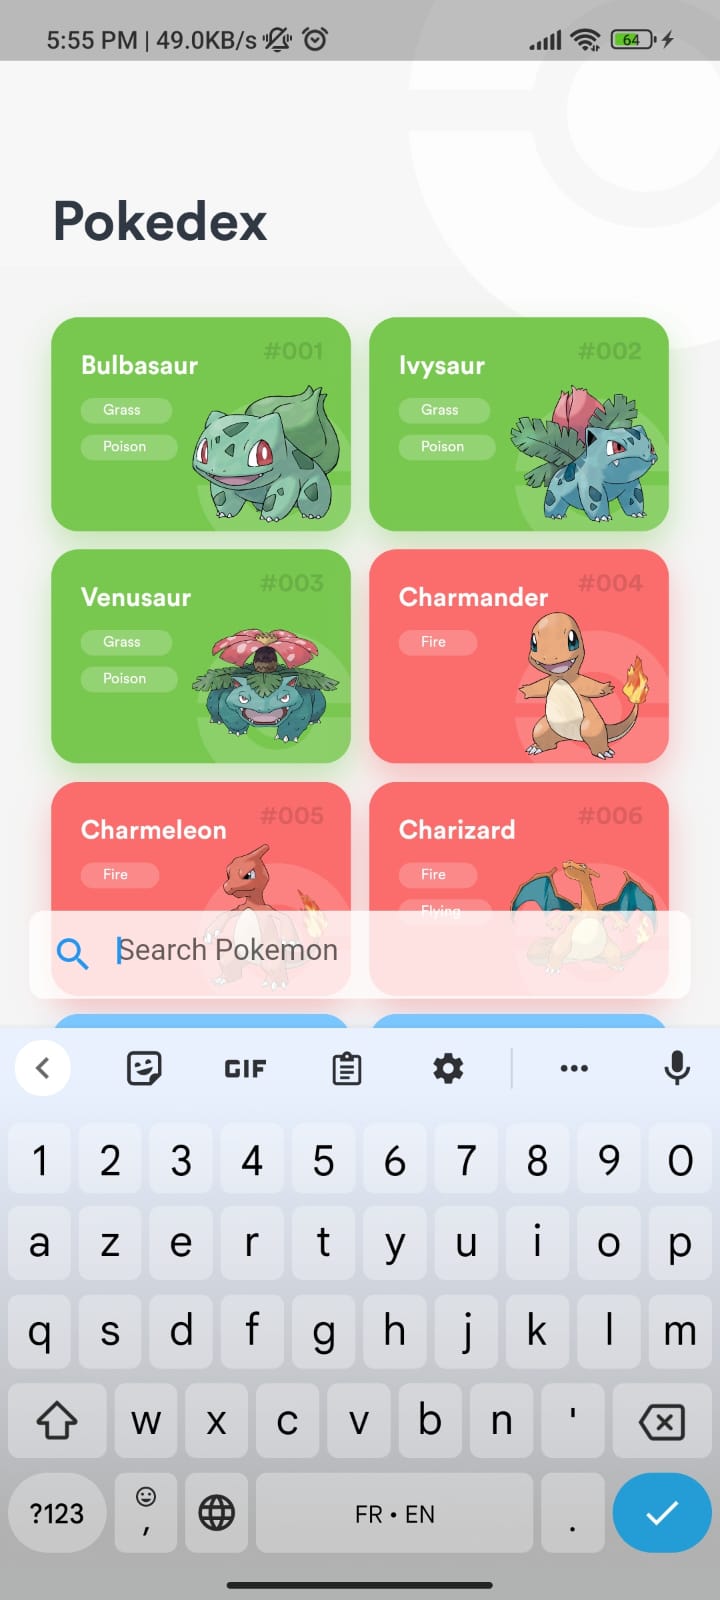 5:55 PM | 49.0KB/s 64
Pokedex
#001 #002
Bulbasaur Ivysaur
Grass Grass
Poison Poison
#003 #004
Venusaur Charmander
Grass Fire
Poison
#005 #006
Charmeleon Charizard
Fire Fire
Flying
Search Pokemon
GIF
1 2 3 4 5 6 7 8 9 0
a z e r t y u i o p
q s d f g h j k l m
w x c v b n '
?123 , FR • EN .